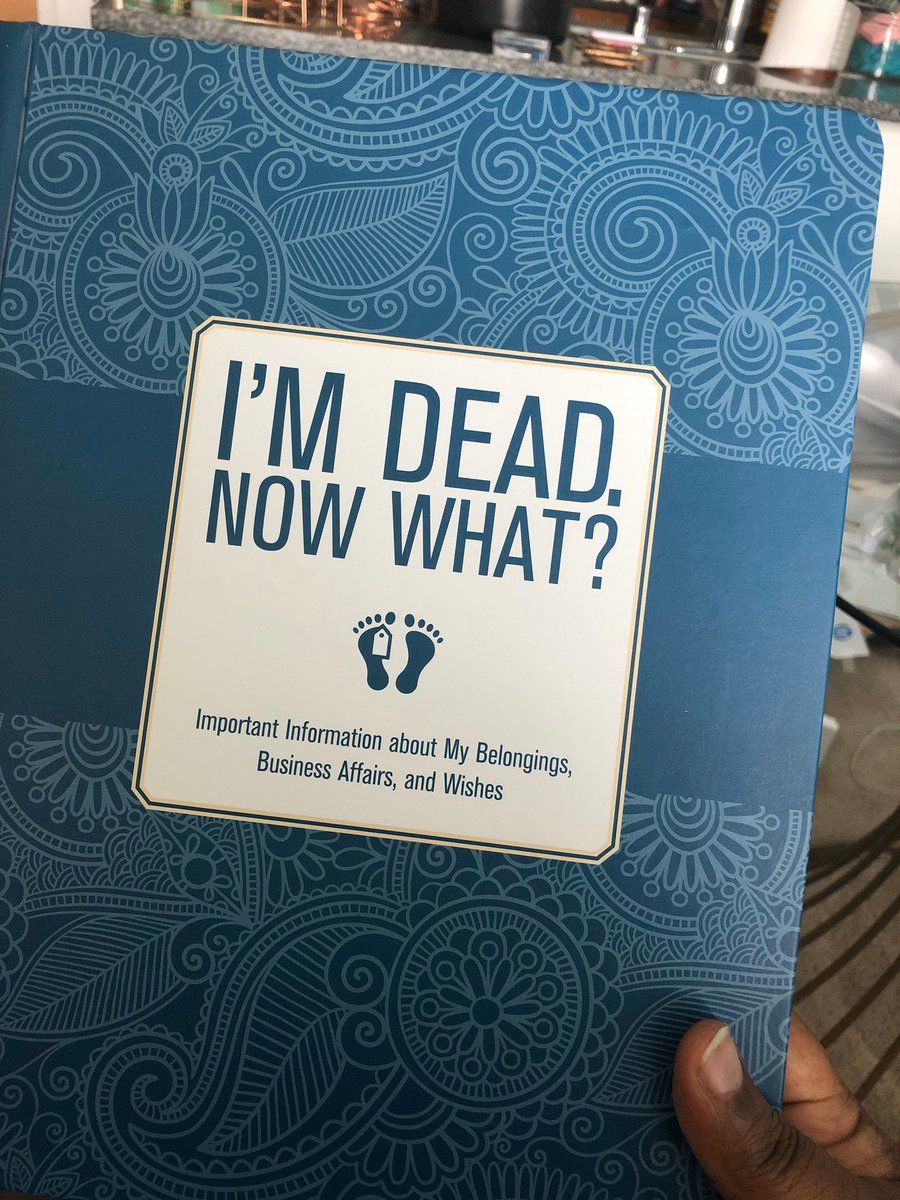 I'M DEAD.
NOW WHAT?
Important Information about My Belongings,
Business Affairs, and Wishes